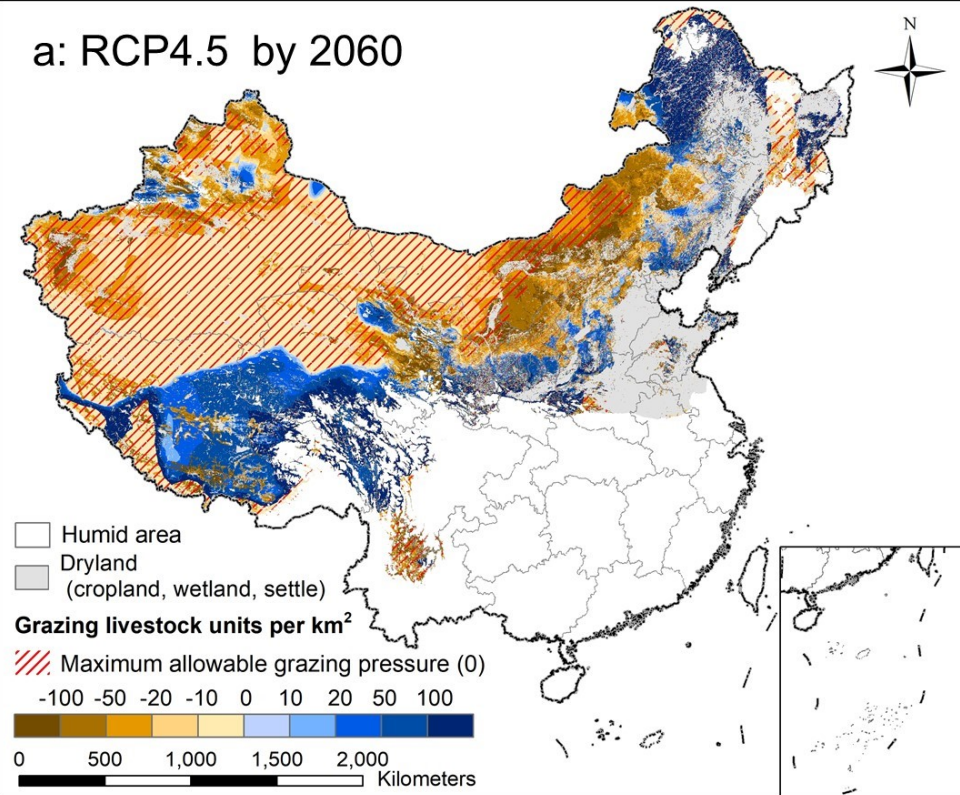 a: RCP4.5 by 2060
N
Humid area
Dryland
(cropland, wetland, settle)
Grazing livestock units per km²
Maximum allowable grazing pressure (0)
-100 -50 -20 -10 0 10 20 50 100
0 500 1,000 1,500 2,000
Kilometers